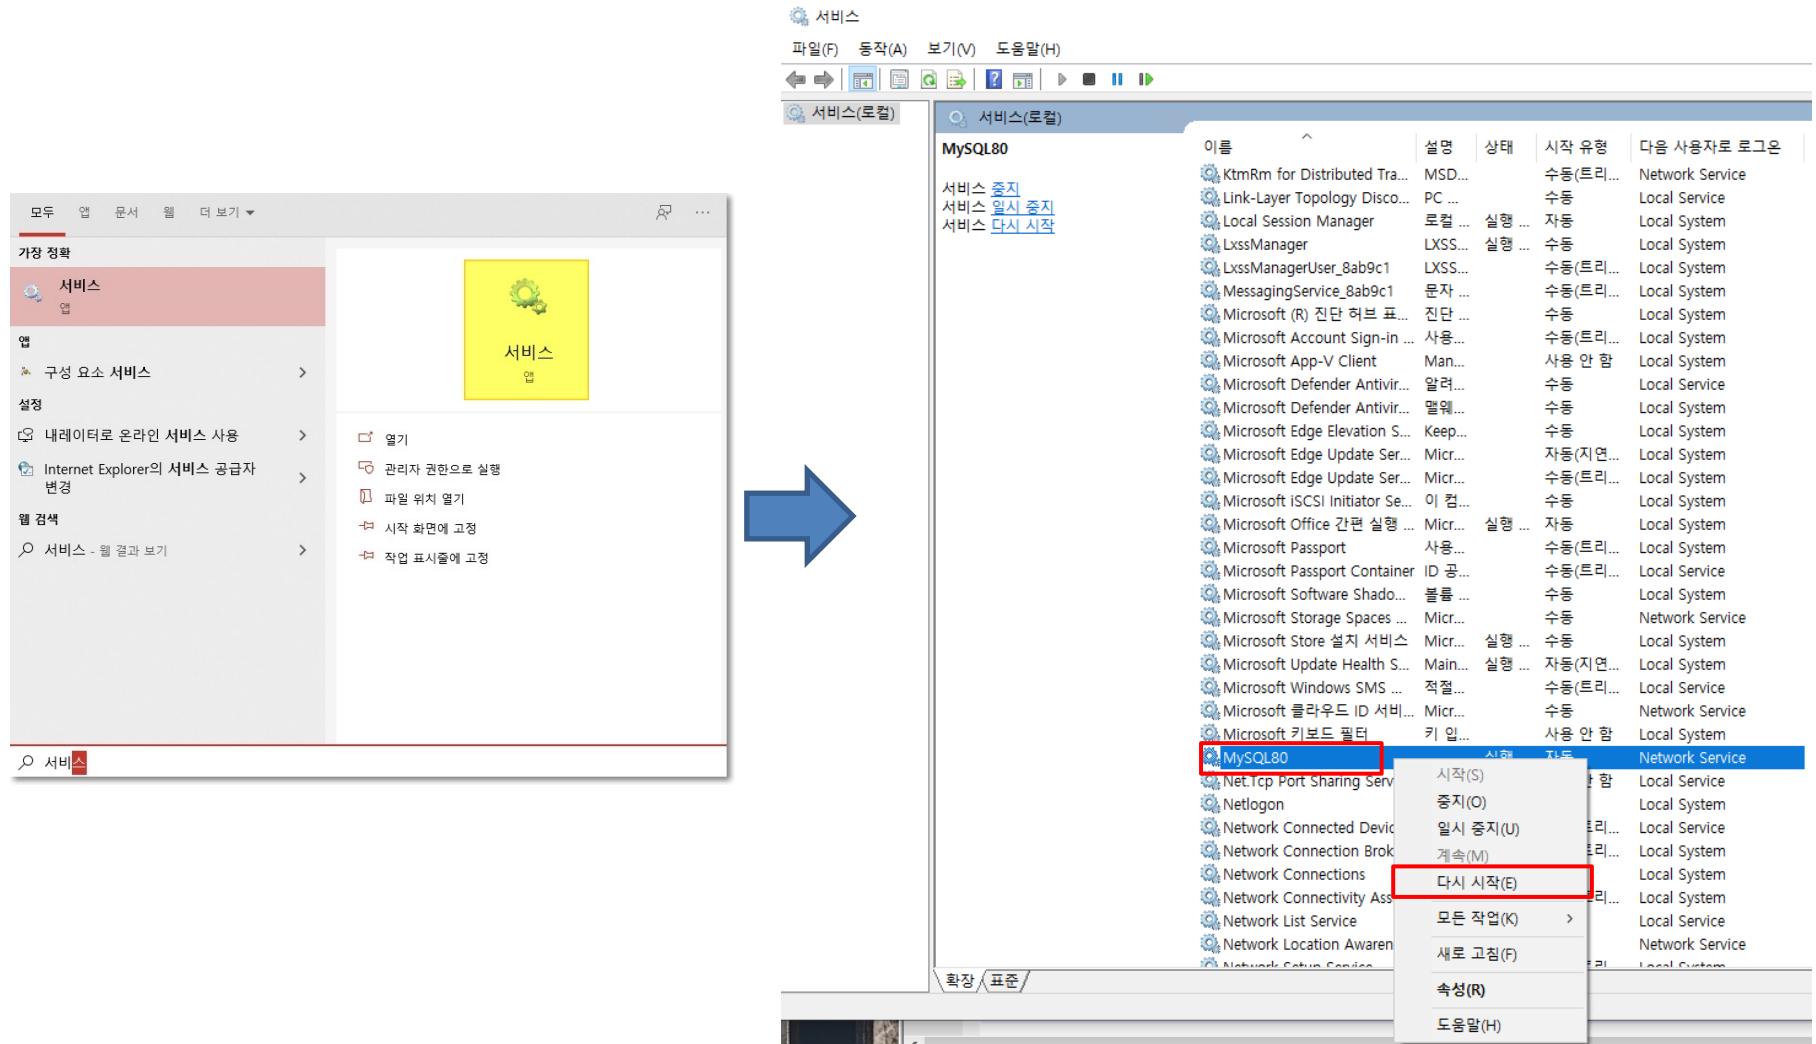 모두 앱 문서 웹 더 보기
가장 정확
서비스
앱
앱
구성 요소 서비스
설정
내레이터로 온라인 서비스 사용
Internet Explorer의 서비스 공급자
변경
웹 검색
서비스 - 웹 결과 보기
서비스
앱
열기
관리자 권한으로 실행
파일 위치 열기
시작 화면에 고정
작업 표시줄에 고정
서비스
서비스
파일(F) 동작(A) 보기(V) 도움말(H)
서비스(로컬)
서비스(로컬)
MySQL80
서비스 중지
서비스 일시 중지
서비스 다시 시작
이름 설명 상태 시작 유형 다음 사용자로 로그온
KtmRm for Distributed Tra... MSD... 수동(트리... Network Service
Link-Layer Topology Disco... PC ... 수동 Local Service
Local Session Manager 로컬 ... 실행 ... 자동 Local System
LxssManager LXSS... 실행 ... 수동 Local System
LxssManagerUser_8ab9c1 LXSS... 수동(트리... Local System
MessagingService_8ab9c1 문자 ... 수동(트리... Local System
Microsoft (R) 진단 허브 표... 진단 ... 수동 Local System
Microsoft Account Sign-in ... 사용... 수동(트리... Local System
Microsoft App-V Client Man... 사용 안 함 Local System
Microsoft Defender Antivir... 알려... 수동 Local Service
Microsoft Defender Antivir... 맬웨... 수동 Local System
Microsoft Edge Elevation S... Keep... 수동 Local System
Microsoft Edge Update Ser... Micr... 자동(지연... Local System
Microsoft Edge Update Ser... Micr... 수동(트리... Local System
Microsoft iSCSI Initiator Se... 이 컴... 수동 Local System
Microsoft Office 간편 실행 ... Micr... 실행 ... 자동 Local System
Microsoft Passport 사용... 수동(트리... Local System
Microsoft Passport Container ID 공... 수동(트리... Local Service
Microsoft Software Shado... 볼륨 ... 수동 Local System
Microsoft Storage Spaces ... Micr... 수동 Network Service
Microsoft Store 설치 서비스 Micr... 실행 ... 수동 Local System
Microsoft Update Health S... Main... 실행 ... 자동(지연... Local System
Microsoft Windows SMS ... 적절... 수동(트리... Local Service
Microsoft 클라우드 ID 서비... Micr... 수동 Network Service
Microsoft 키보드 필터 키 입... 사용 안 함 Local System
MySQL80 실행 자동 Network Service
Net.Tcp Port Sharing Serv 함 Local Service
Netlogon Local System
Network Connected Devic 트리... Local Service
Network Connection Brok 트리... Local System
Network Connections Local System
Network Connectivity Ass 트리... Local System
Network List Service Local Service
Network Location Awaren Network Service
Network Setup Service Local System
시작(S)
중지(O)
일시 중지(U)
계속(M)
다시 시작(E)
모든 작업(K)
새로 고침(F)
속성(R)
도움말(H)
확장 표준